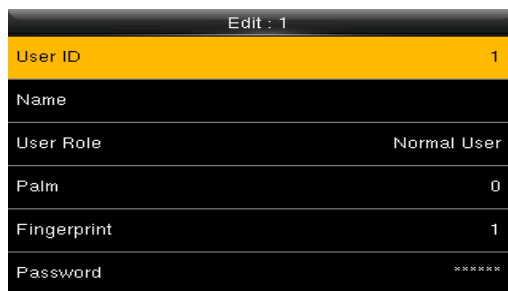 Edit : 1
User ID 1
Name
User Role Normal User
Palm 0
Fingerprint 1
Password ******